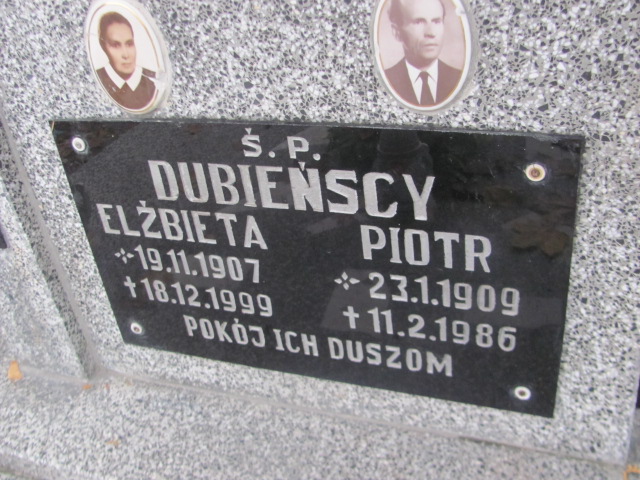 Ś. P.
DUBIEŃSCY
ELŻBIETA
19.11.1907
† 18.12.1999
PIOTR
23.1.1909
† 11.2.1986
POKÓJ ICH DUSZOM